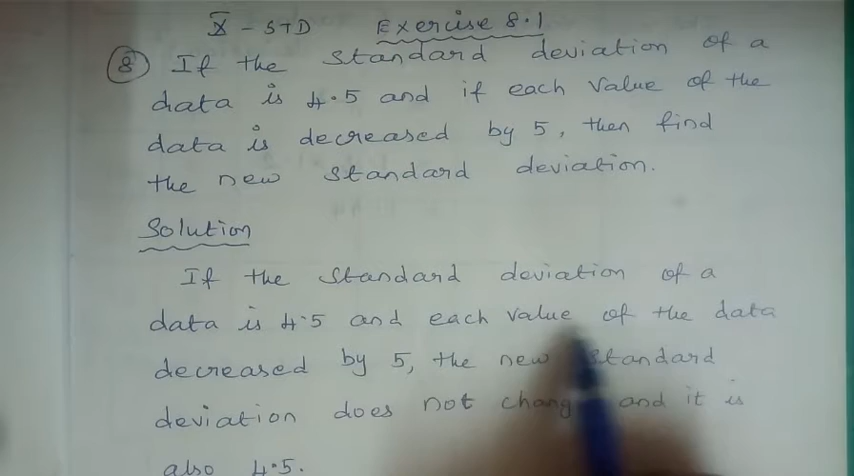 X - STD Exercise 8.1
8 If the standard deviation of a
data is 4.5 and if each value of the
data is decreased by 5, then find
the new standard deviation.
Solution
If the standard deviation of a
data is 4.5 and each value of the data
decreased by 5, the new standard
deviation does not change and it is
also 4.5.